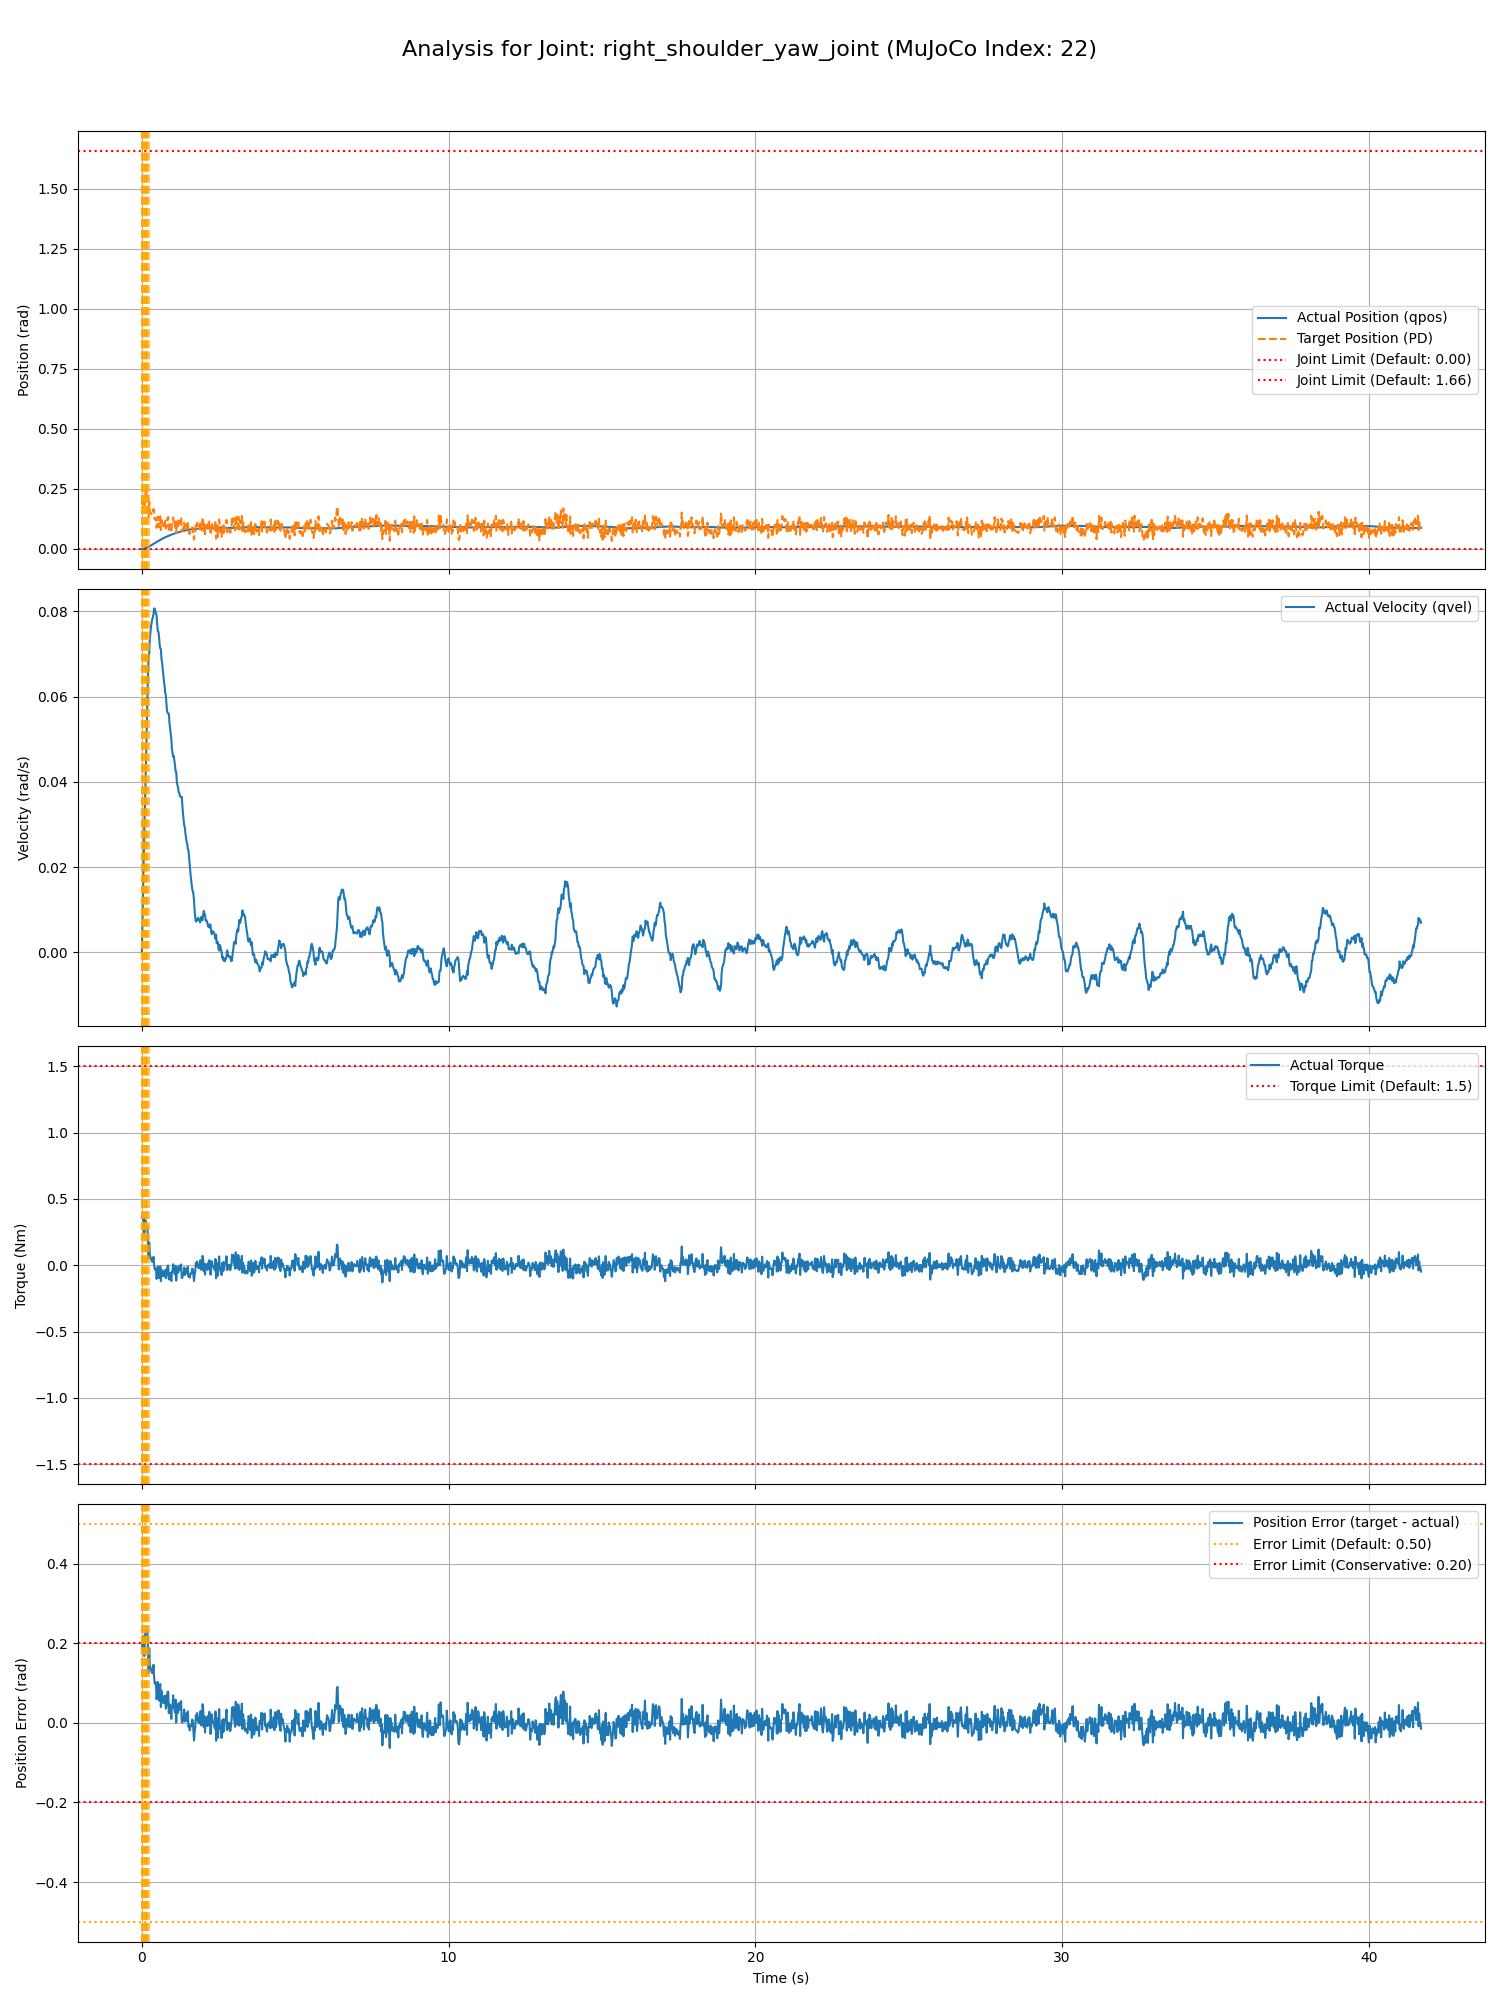 Analysis for Joint: right_shoulder_yaw_joint (MuJoCo Index: 22)
1.50
1.25
1.00
0.75
0.50
0.25
0.00
Position (rad)
Actual Position (qpos)
Target Position (PD)
Joint Limit (Default: 0.00)
Joint Limit (Default: 1.66)
0.08
0.06
0.04
0.02
0.00
Velocity (rad/s)
Actual Velocity (qvel)
1.5
1.0
0.5
0.0
−0.5
−1.0
−1.5
Torque (Nm)
Actual Torque
Torque Limit (Default: 1.5)
0.4
0.2
0.0
−0.2
−0.4
Position Error (rad)
Position Error (target - actual)
Error Limit (Default: 0.50)
Error Limit (Conservative: 0.20)
0 10 20 30 40
Time (s)